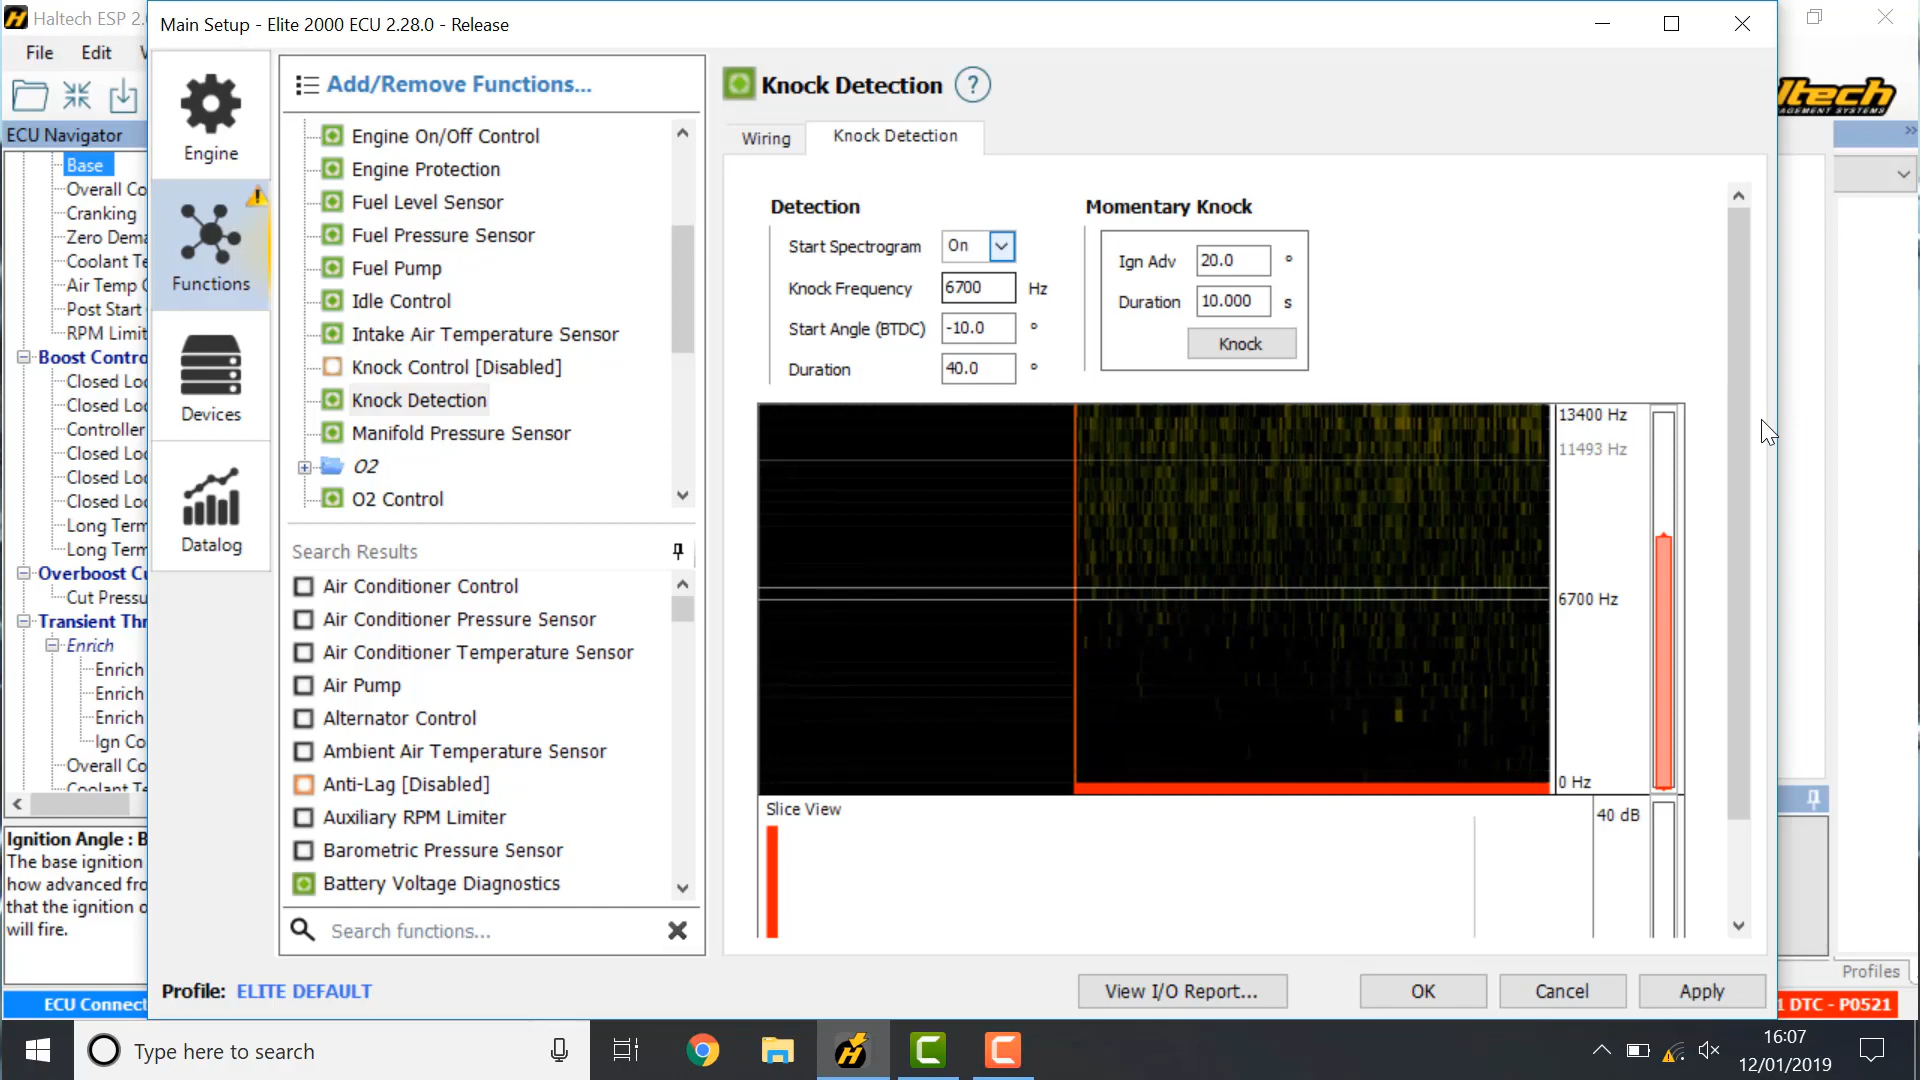 Haltech ESP 2.
Main Setup - Elite 2000 ECU 2.28.0 - Release
File
Edit
ltech
ECU Navigator
Base
Overall Co
Cranking
Zero Dema
Coolant Te
Air Temp C
Post Start
RPM Limit
Boost Contro
Closed Loo
Closed Loo
Controller
Closed Loo
Closed Loo
Closed Loo
Long Term
Long Term
Overboost Cu
Cut Pressu
Transient Thr
Enrich
Enrich
Enrich
Enrich
Ign Co
Overall Co
Coolant Te
Ignition Angle : B
The base ignition
how advanced fro
that the ignition o
will fire.
ECU Connect
Engine
Functions
Devices
Datalog
Add/Remove Functions...
Engine On/Off Control
Engine Protection
Fuel Level Sensor
Fuel Pressure Sensor
Fuel Pump
Idle Control
Intake Air Temperature Sensor
Knock Control [Disabled]
Knock Detection
Manifold Pressure Sensor
O2
O2 Control
Search Results
Air Conditioner Control
Air Conditioner Pressure Sensor
Air Conditioner Temperature Sensor
Air Pump
Alternator Control
Ambient Air Temperature Sensor
Anti-Lag [Disabled]
Auxiliary RPM Limiter
Barometric Pressure Sensor
Battery Voltage Diagnostics
Search functions...
Knock Detection ?
Wiring
Knock Detection
Detection
Start Spectrogram On
Knock Frequency 6700 Hz
Start Angle (BTDC) -10.0 °
Duration 40.0 °
Momentary Knock
Ign Adv 20.0 °
Duration 10.000 s
Knock
13400 Hz
11493 Hz
6700 Hz
0 Hz
Slice View
40 dB
Profile: ELITE DEFAULT
View I/O Report...
OK
Cancel
Apply
Profiles
1 DTC - P0521
Type here to search
16:07
12/01/2019